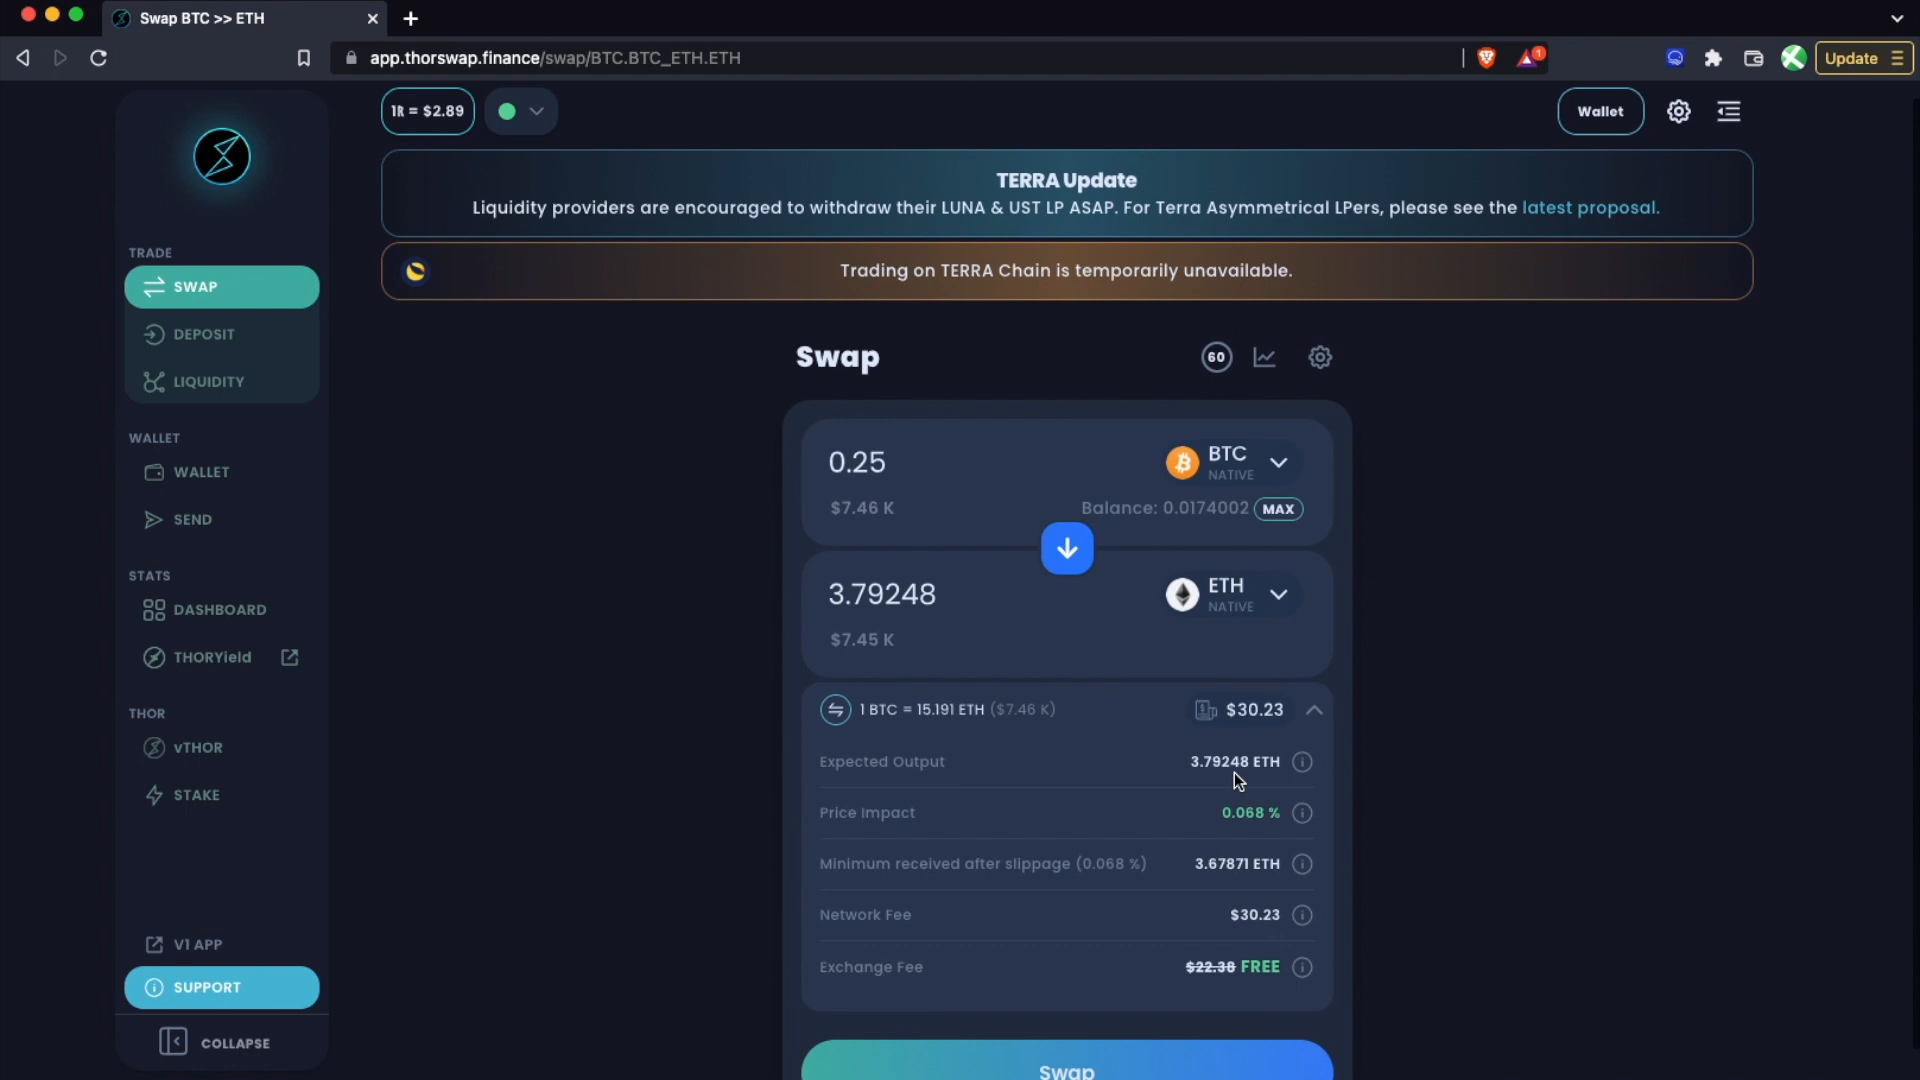 Swap BTC >> ETH
app.thorswap.finance/swap/BTC.BTC_ETH.ETH
1
Update
1ᚱ = $2.89
Wallet
TERRA Update
Liquidity providers are encouraged to withdraw their LUNA & UST LP ASAP. For Terra Asymmetrical LPers, please see the latest proposal.
Trading on TERRA Chain is temporarily unavailable.
TRADE
SWAP
DEPOSIT
LIQUIDITY
WALLET
WALLET
SEND
STATS
DASHBOARD
THORYield
THOR
vTHOR
STAKE
V1 APP
SUPPORT
COLLAPSE
Swap
60
0.25
BTC
NATIVE
$7.46 K
Balance: 0.0174002 MAX
3.79248
ETH
NATIVE
$7.45 K
1 BTC = 15.191 ETH ($7.46 K)
$30.23
Expected Output 3.79248 ETH
Price Impact 0.068 %
Minimum received after slippage (0.068 %) 3.67871 ETH
Network Fee $30.23
Exchange Fee $22.38 FREE
Swap